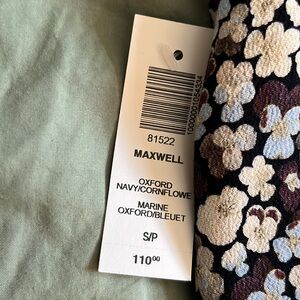 81522
MAXWELL
OXFORD
NAVY/CORNFLOWE
MARINE
OXFORD/BLEUET
S/P
110⁰⁰